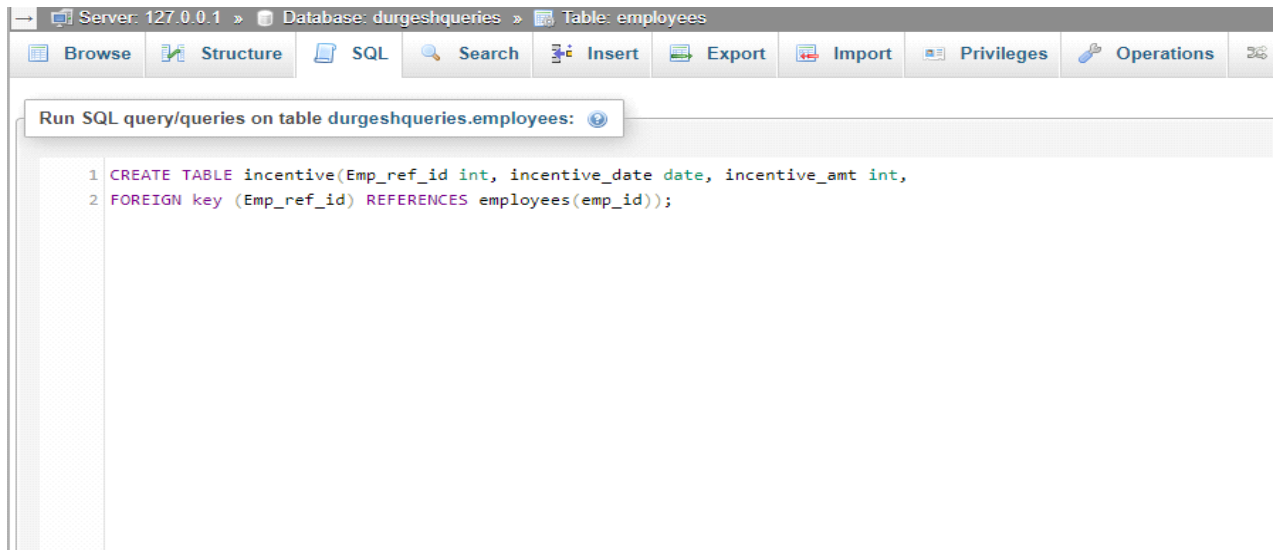 → Server: 127.0.0.1 » Database: durgeshqueries » Table: employees
Browse Structure SQL Search Insert Export Import Privileges Operations
Run SQL query/queries on table durgeshqueries.employees:
1 CREATE TABLE incentive(Emp_ref_id int, incentive_date date, incentive_amt int,
2 FOREIGN key (Emp_ref_id) REFERENCES employees(emp_id));